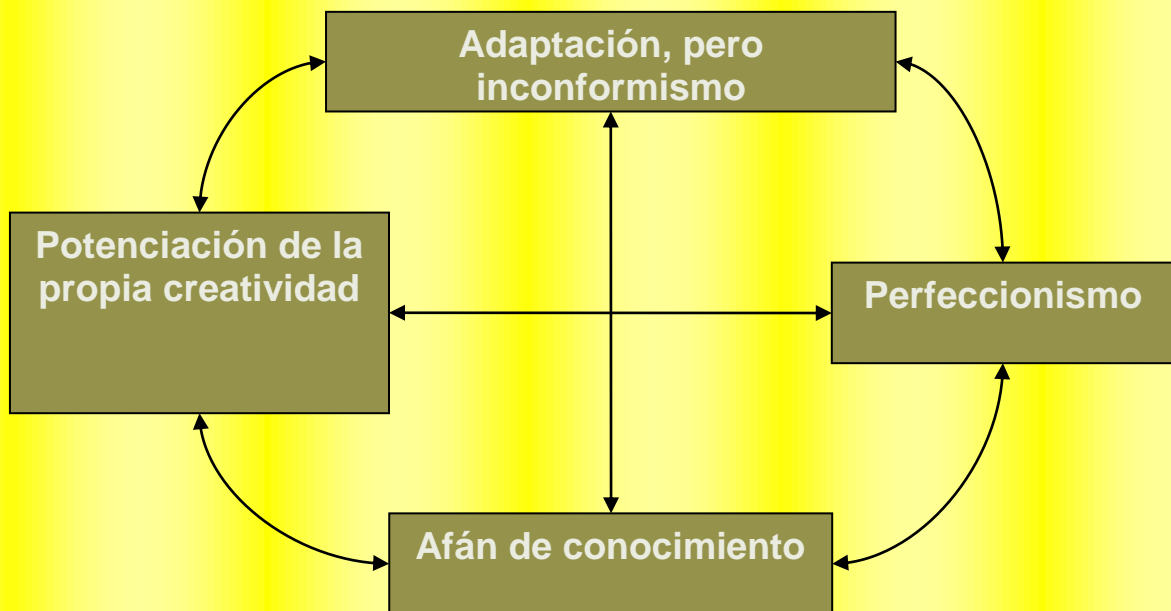 Adaptación, pero
inconformismo
Potenciación de la
propia creatividad
Perfeccionismo
Afán de conocimiento